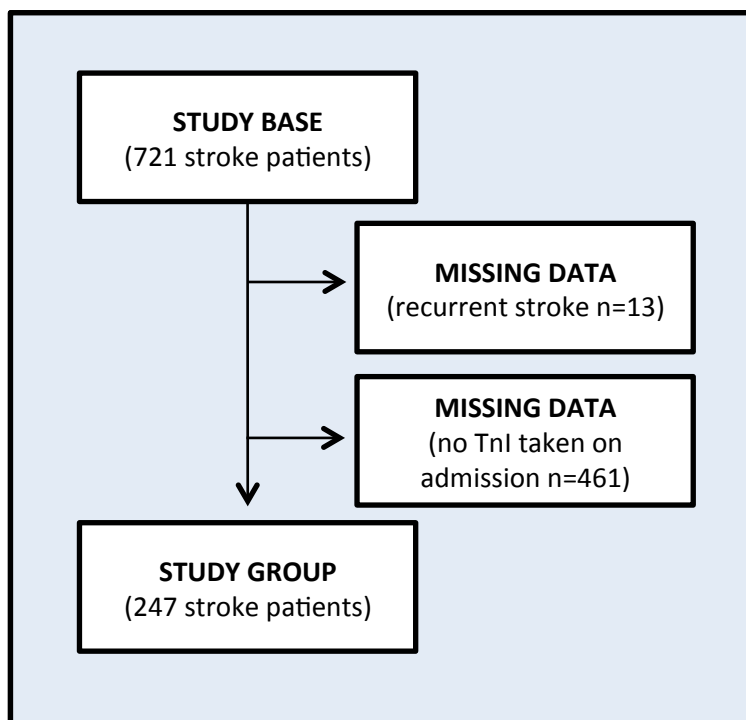 STUDY BASE
(721 stroke patients)
MISSING DATA
(recurrent stroke n=13)
MISSING DATA
(no TnI taken on
admission n=461)
STUDY GROUP
(247 stroke patients)